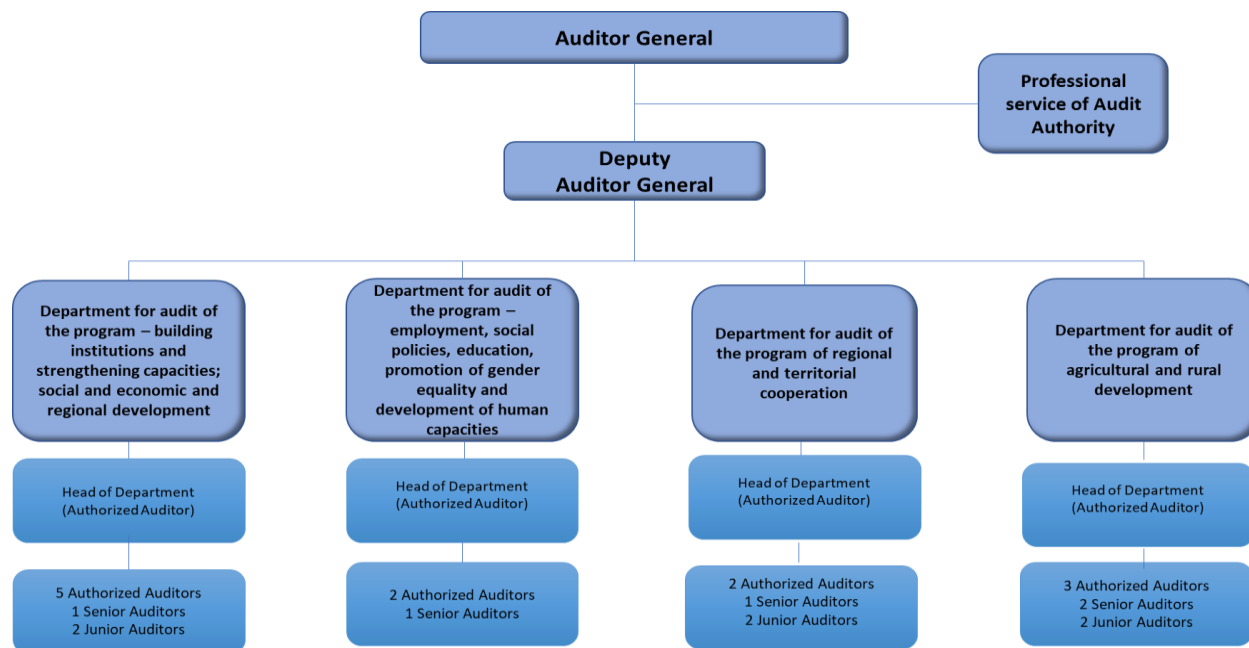 Auditor General
Professional
service of Audit
Authority
Deputy
Auditor General
Department for audit of
the program – building
institutions and
strengthening capacities;
social and economic and
regional development
Department for audit of
the program –
employment, social
policies, education,
promotion of gender
equality and
development of human
capacities
Department for audit of
the program of regional
and territorial
cooperation
Department for audit of
the program of
agricultural and rural
development
Head of Department
(Authorized Auditor)
Head of Department
(Authorized Auditor)
Head of Department
(Authorized Auditor)
Head of Department
(Authorized Auditor)
5 Authorized Auditors
1 Senior Auditors
2 Junior Auditors
2 Authorized Auditors
1 Senior Auditors
2 Authorized Auditors
1 Senior Auditors
2 Junior Auditors
3 Authorized Auditors
2 Senior Auditors
2 Junior Auditors